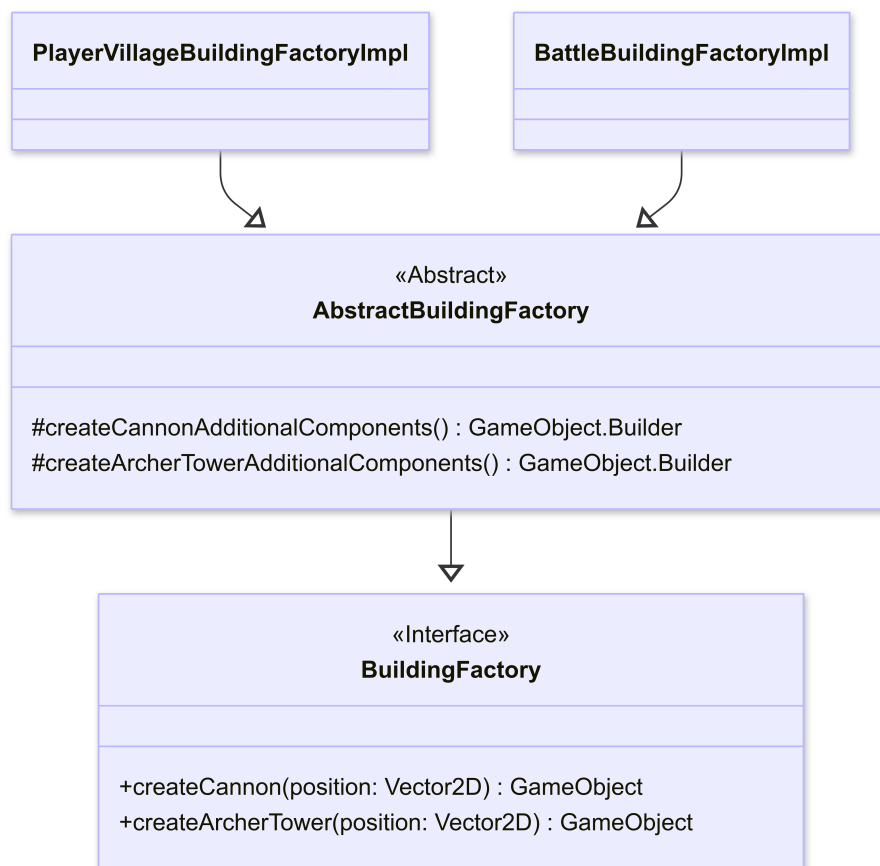 PlayerVillageBuildingFactoryImpl
BattleBuildingFactoryImpl
«Abstract»
AbstractBuildingFactory
#createCannonAdditionalComponents() : GameObject.Builder
#createArcherTowerAdditionalComponents() : GameObject.Builder
«Interface»
BuildingFactory
+createCannon(position: Vector2D) : GameObject
+createArcherTower(position: Vector2D) : GameObject